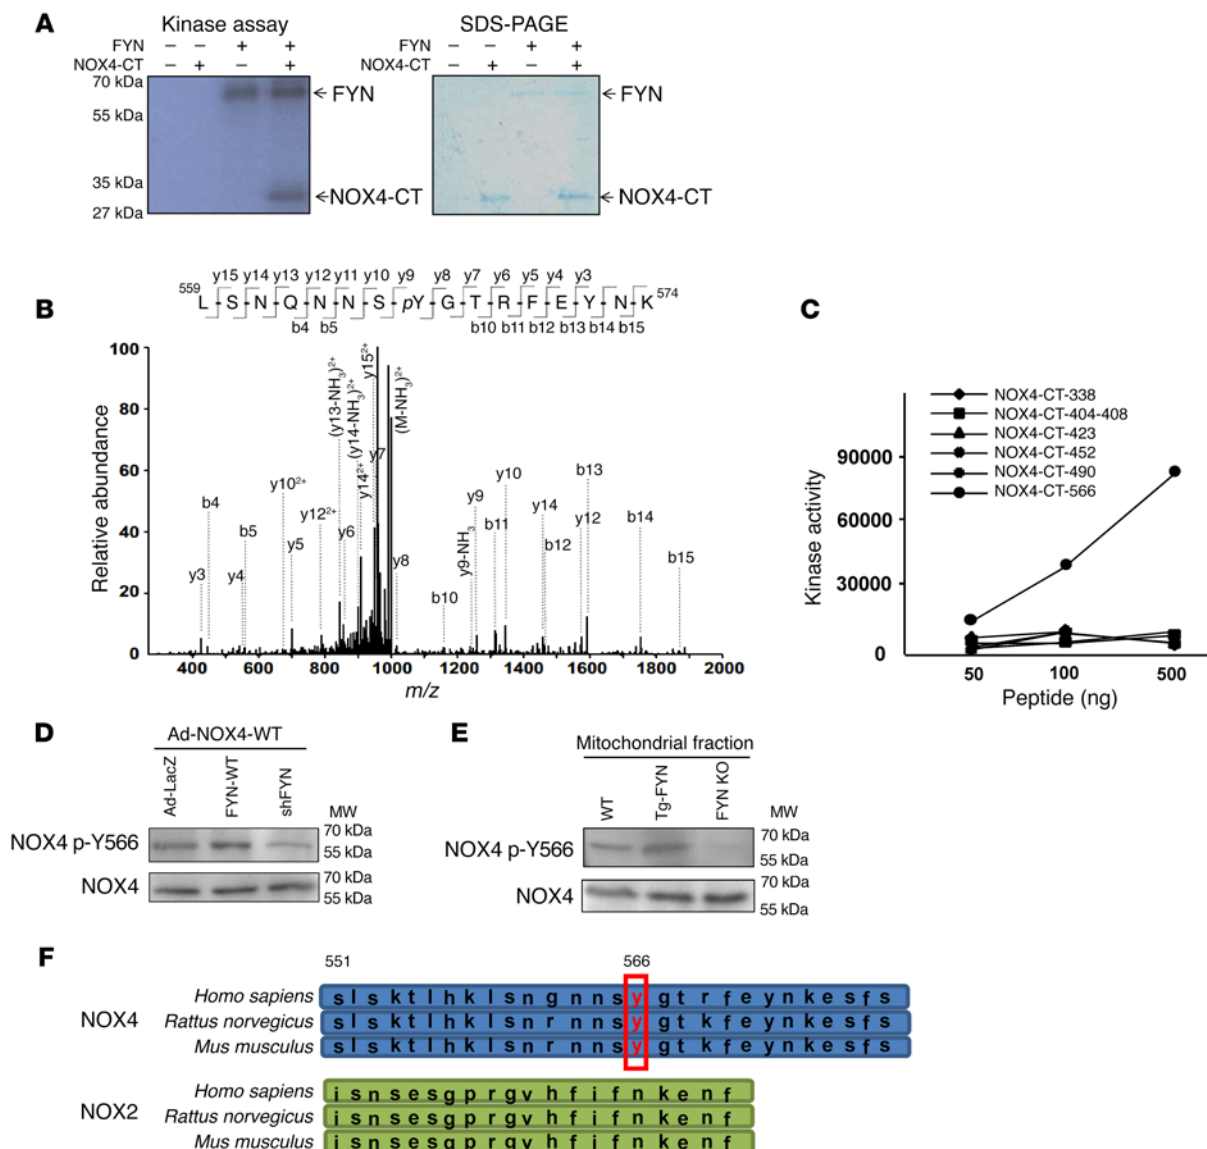 A
Kinase assay
FYN – – + +
NOX4-CT – + – +
70 kDa
55 kDa
35 kDa
27 kDa
FYN
NOX4-CT
SDS-PAGE
FYN – – + +
NOX4-CT – + – +
FYN
NOX4-CT
B
y15 y14 y13 y12 y11 y10 y9 y8 y7 y6 y5 y4 y3
559 L S N Q N N S pY G T R F E Y N K 574
b4 b5 b10 b11 b12 b13 b14 b15
Relative abundance
100
80
60
40
20
0
y3
b4
y4
b5
y10²⁺
y5
y12²⁺
(y13-NH₃)²⁺
y6
(y14-NH₃)²⁺
y14²⁺
y15²⁺
y7
(M-NH₃)²⁺
y8
b10
y9-NH₃
y9
b11
y10
y14
b12
y12
b13
b14
b15
400 600 800 1000 1200 1400 1600 1800 2000
m/z
C
NOX4-CT-338
NOX4-CT-404-408
NOX4-CT-423
NOX4-CT-452
NOX4-CT-490
NOX4-CT-566
Kinase activity
90000
60000
30000
0
50 100 500
Peptide (ng)
D
Ad-NOX4-WT
Ad-LacZ
FYN-WT
shFYN
MW
NOX4 p-Y566
70 kDa
55 kDa
NOX4
70 kDa
55 kDa
E
Mitochondrial fraction
WT
Tg-FYN
FYN KO
MW
NOX4 p-Y566
70 kDa
55 kDa
NOX4
70 kDa
55 kDa
F
551 566
NOX4
Homo sapiens s l s k t l h k l s n g n n s y g t r f e y n k e s f s
Rattus norvegicus s l s k t l h k l s n r n n s y g t k f e y n k e s f s
Mus musculus s l s k t l h k l s n r n n s y g t k f e y n k e s f s
NOX2
Homo sapiens i s n s e s g p r g v h f i f n k e n f
Rattus norvegicus i s n s e s g p r g v h f i f n k e n f
Mus musculus i s n s e s g p r g v h f i f n k e n f